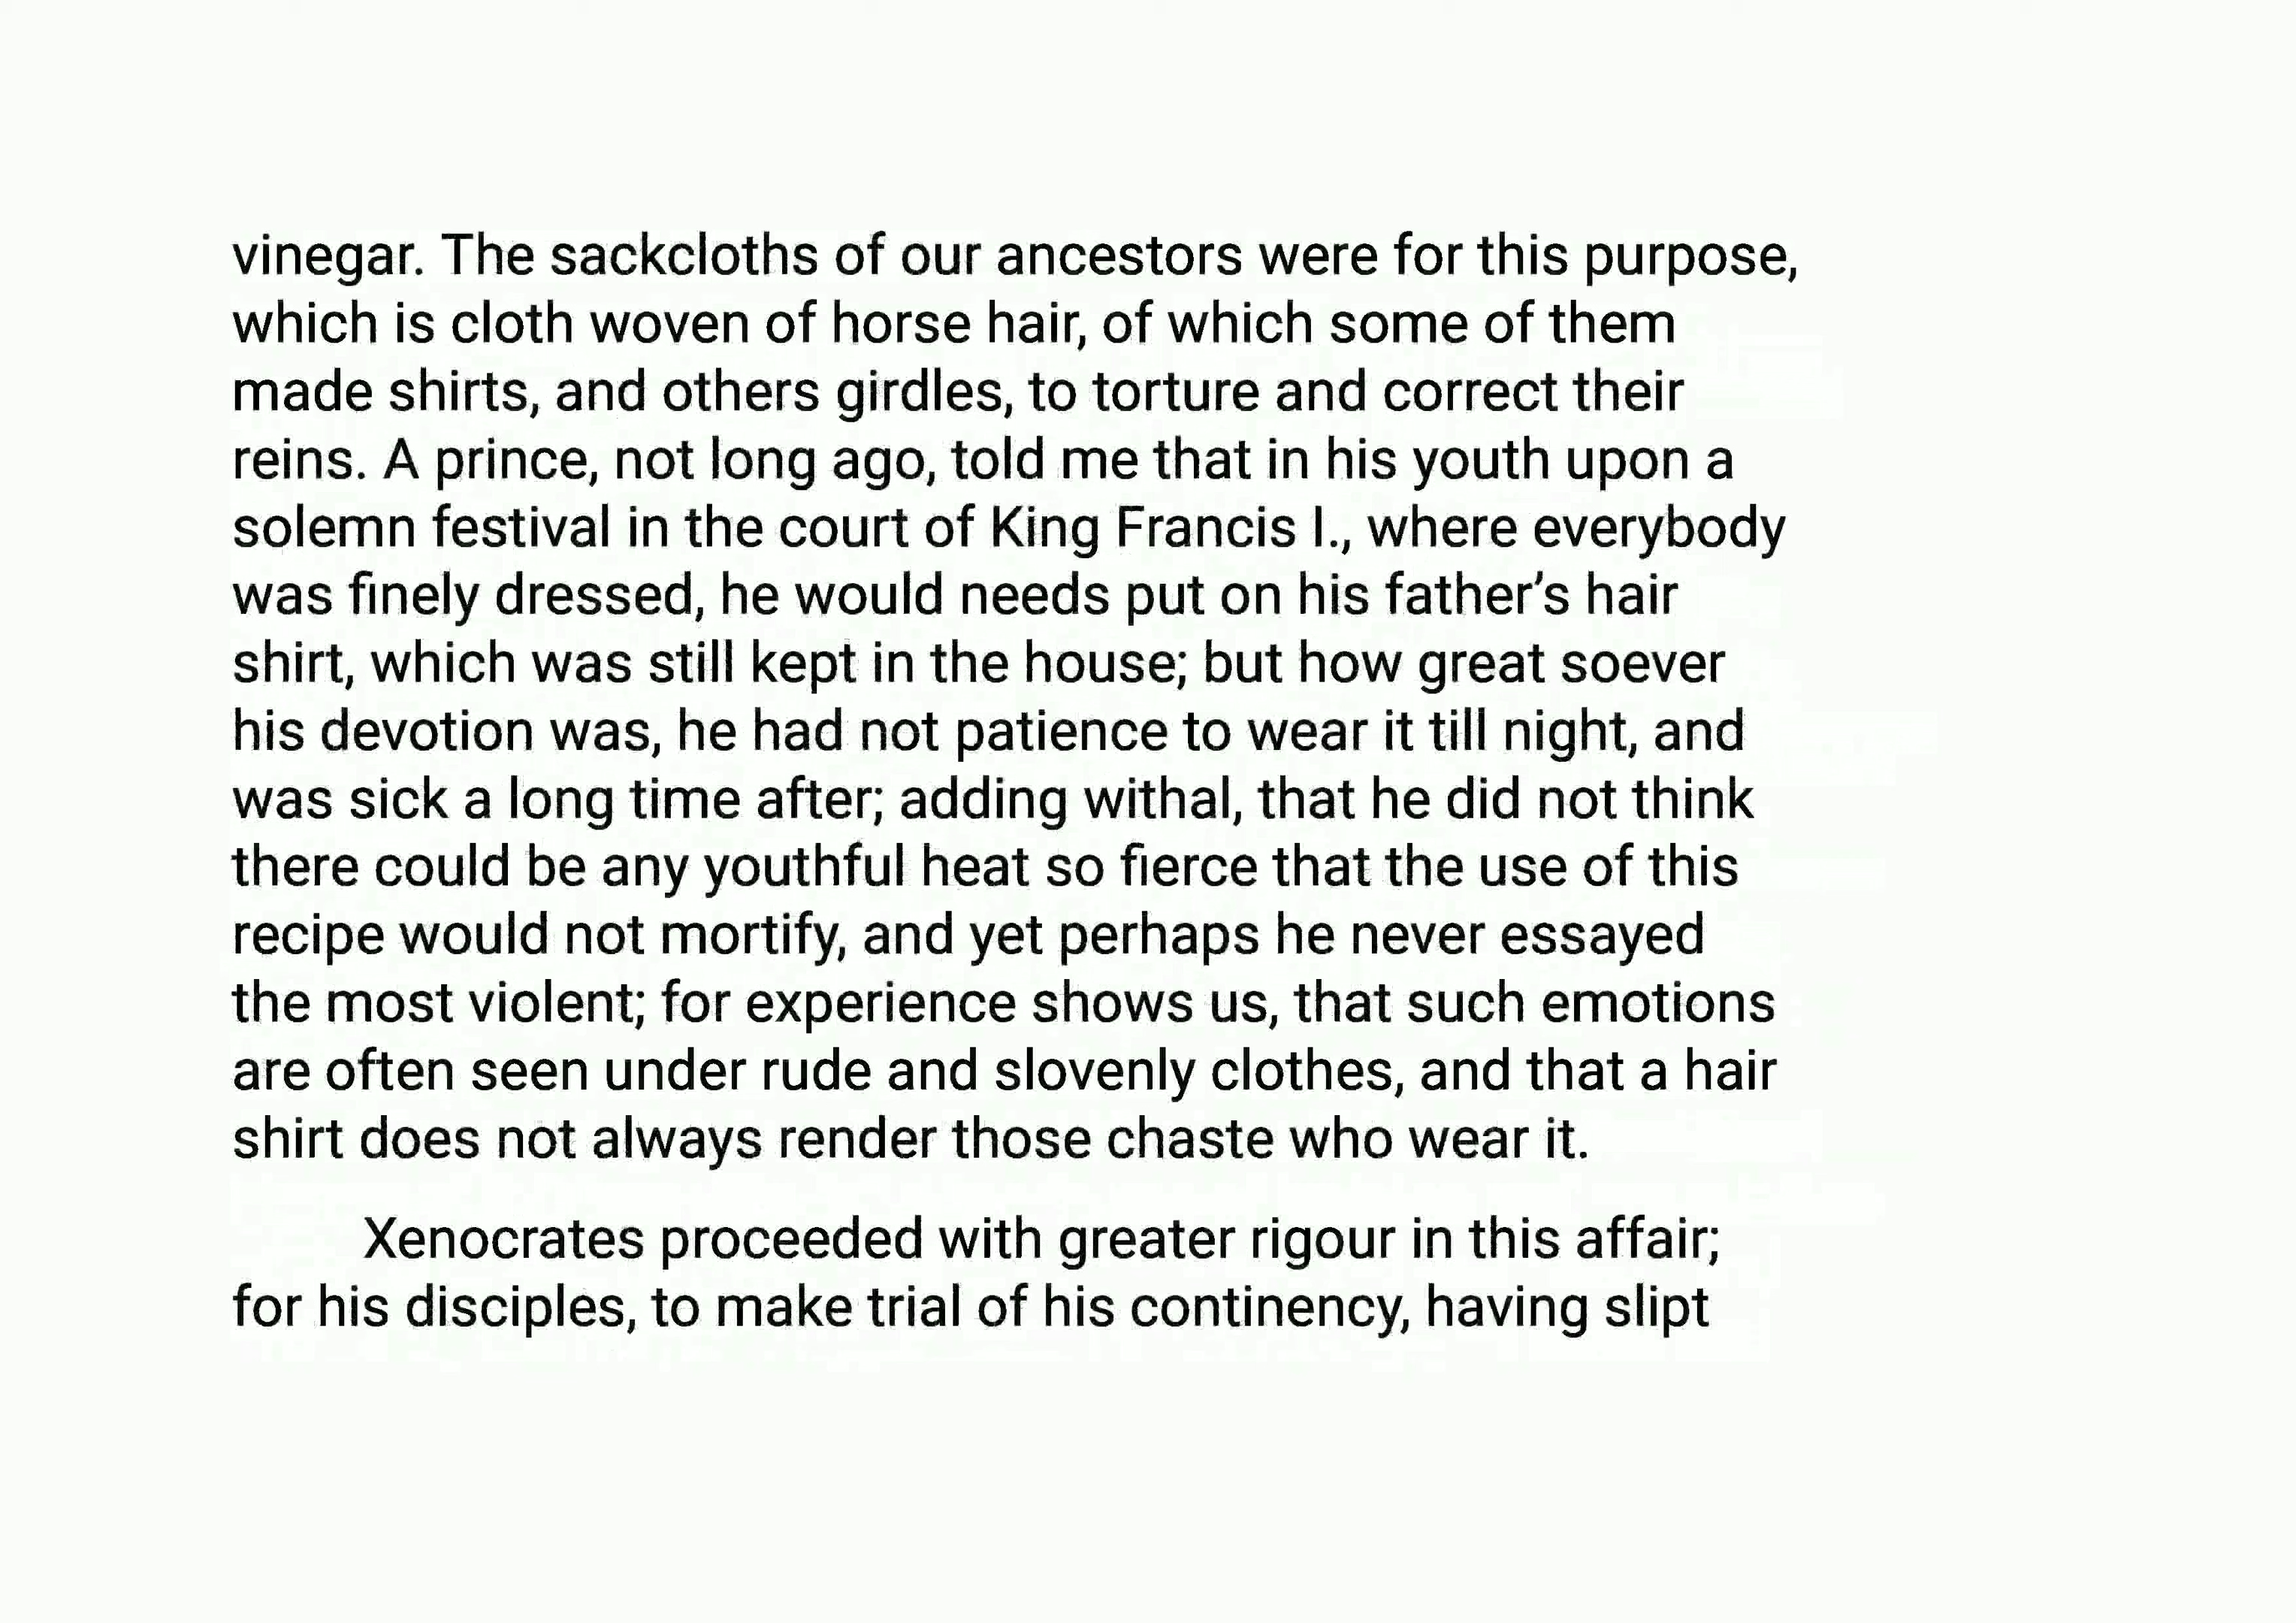 vinegar. The sackcloths of our ancestors were for this purpose,
which is cloth woven of horse hair, of which some of them
made shirts, and others girdles, to torture and correct their
reins. A prince, not long ago, told me that in his youth upon a
solemn festival in the court of King Francis I., where everybody
was finely dressed, he would needs put on his father’s hair
shirt, which was still kept in the house; but how great soever
his devotion was, he had not patience to wear it till night, and
was sick a long time after; adding withal, that he did not think
there could be any youthful heat so fierce that the use of this
recipe would not mortify, and yet perhaps he never essayed
the most violent; for experience shows us, that such emotions
are often seen under rude and slovenly clothes, and that a hair
shirt does not always render those chaste who wear it.
Xenocrates proceeded with greater rigour in this affair;
for his disciples, to make trial of his continency, having slipt